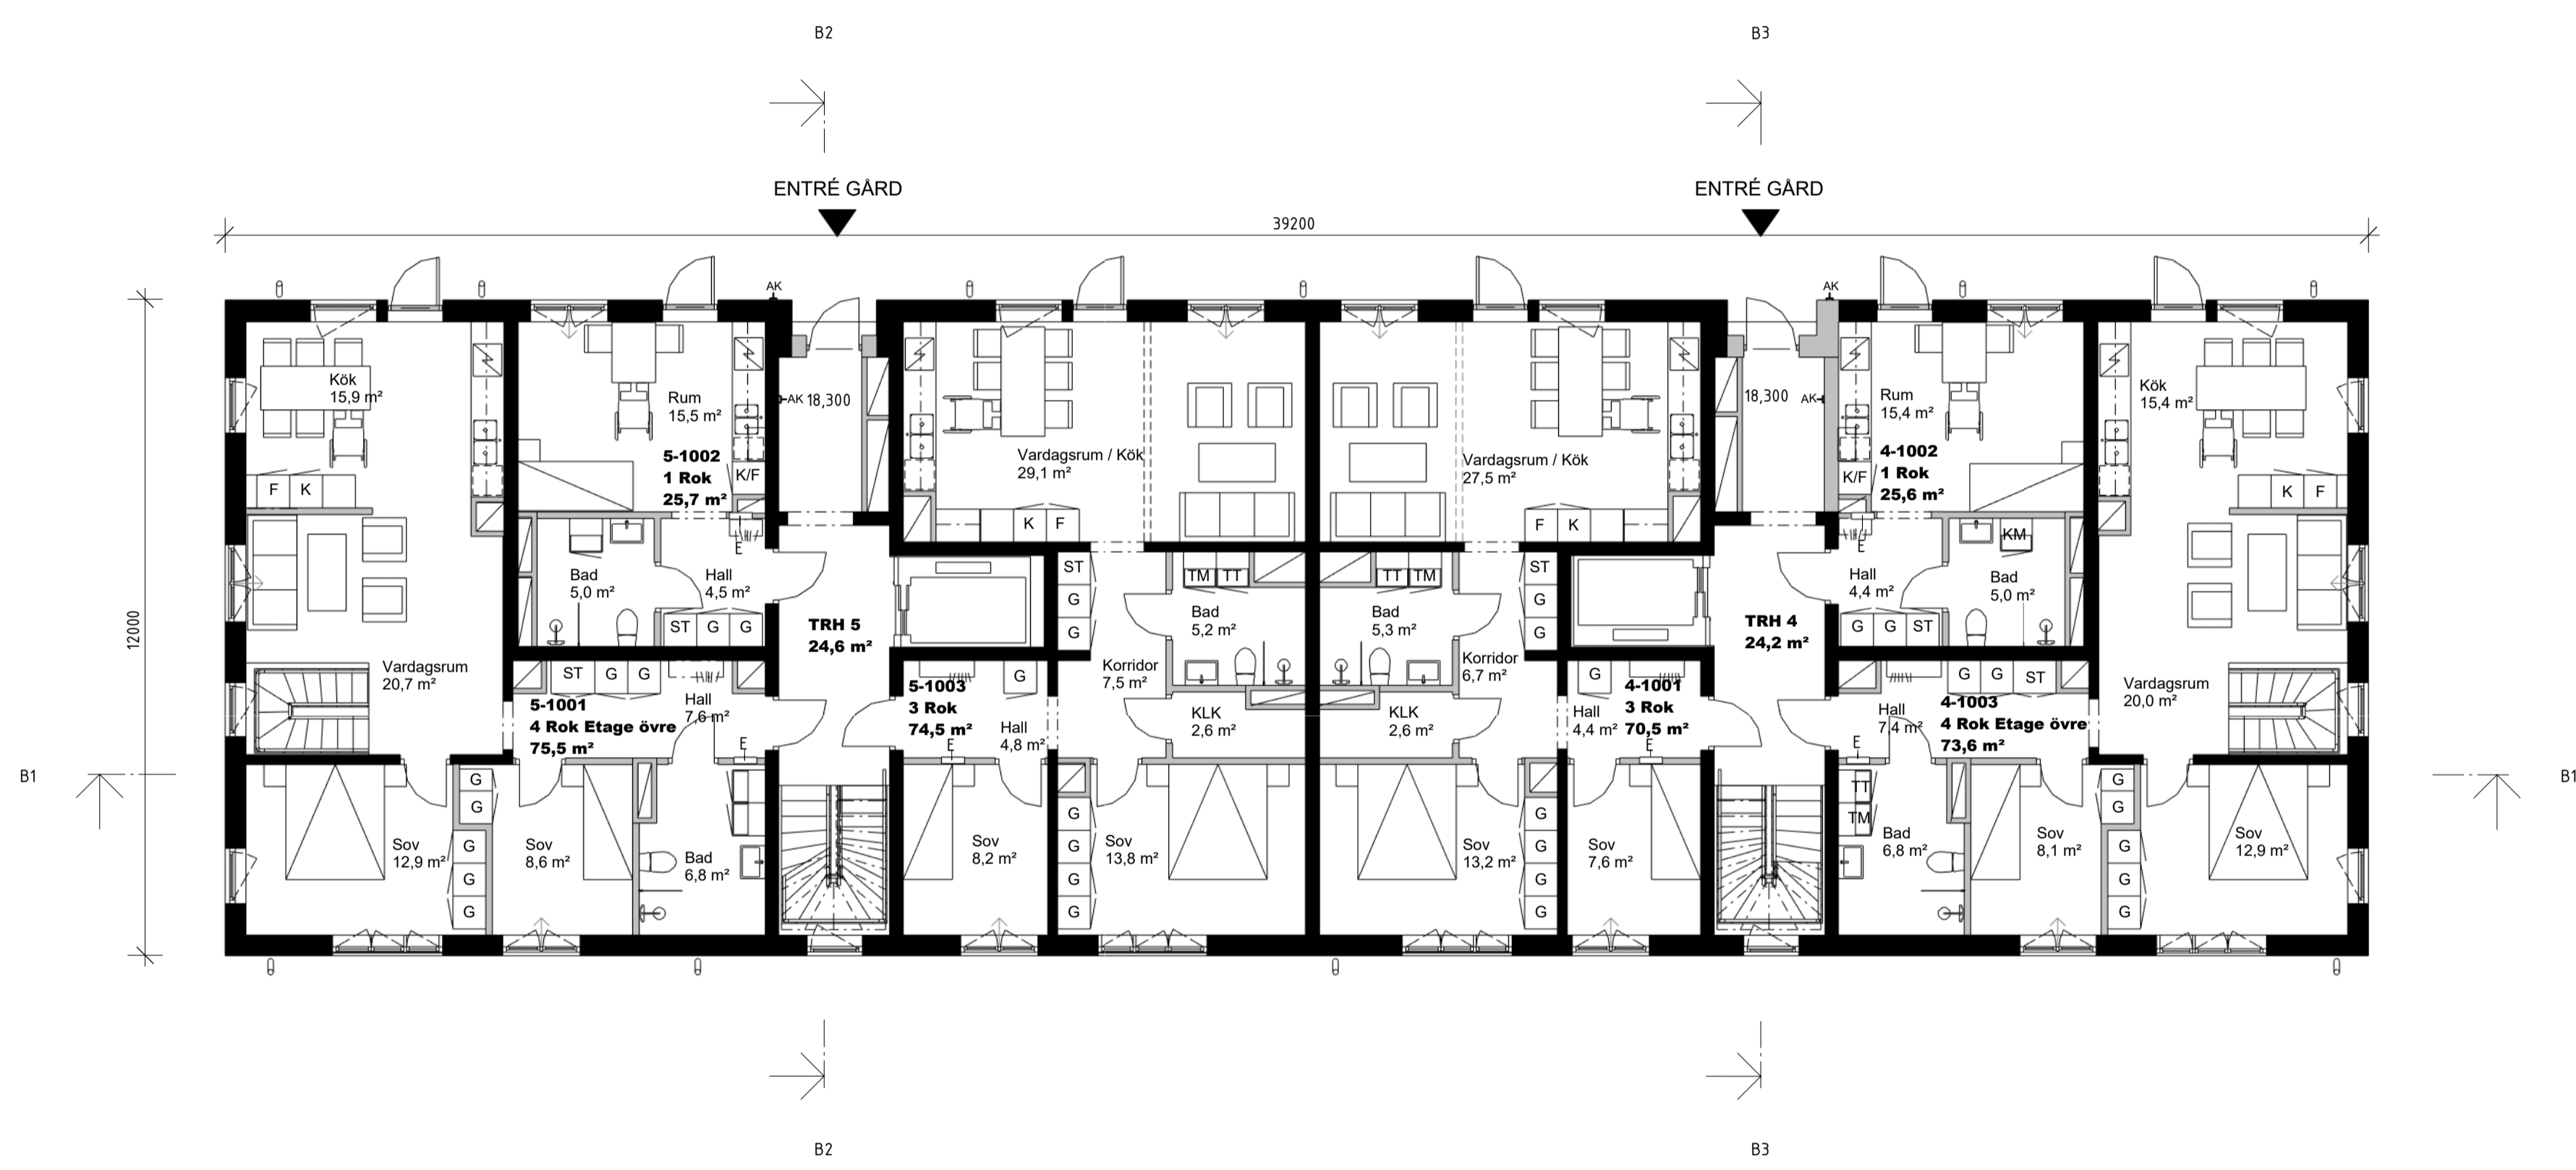 B2
B3
ENTRÉ GÅRD
ENTRÉ GÅRD
39200
12000
AK
AK
Kök
15,9 m²
F
K
Rum
15,5 m²
5-1002
1 Rok
25,7 m²
K/F
AK 18,300
Vardagsrum / Kök
29,1 m²
K
F
Vardagsrum / Kök
27,5 m²
F
K
18,300 AK
Rum
15,4 m²
4-1002
1 Rok
25,6 m²
K/F
Kök
15,4 m²
K
F
Bad
5,0 m²
E
Hall
4,5 m²
ST
G
G
TRH 5
24,6 m²
ST
G
G
TM
TT
Bad
5,2 m²
Korridor
7,5 m²
KLK
2,6 m²
TT
TM
Bad
5,3 m²
ST
G
G
Korridor
6,7 m²
KLK
2,6 m²
TRH 4
24,2 m²
E
Hall
4,4 m²
G
G
ST
KM
Bad
5,0 m²
Vardagsrum
20,7 m²
ST
G
G
5-1001
4 Rok Etage övre
75,5 m²
Hall
7,6 m²
E
5-1003
3 Rok
74,5 m²
E
G
Hall
4,8 m²
G
Hall
4,4 m²
4-1001
3 Rok
70,5 m²
E
Hall
7,4 m²
E
G
G
ST
4-1003
4 Rok Etage övre
73,6 m²
Vardagsrum
20,0 m²
B1
B1
Sov
12,9 m²
G
G
G
G
G
Sov
8,6 m²
Bad
6,8 m²
Sov
8,2 m²
G
G
G
G
Sov
13,8 m²
Sov
13,2 m²
G
G
G
G
Sov
7,6 m²
TT
TM
Bad
6,8 m²
Sov
8,1 m²
G
G
G
G
G
Sov
12,9 m²
B2
B3